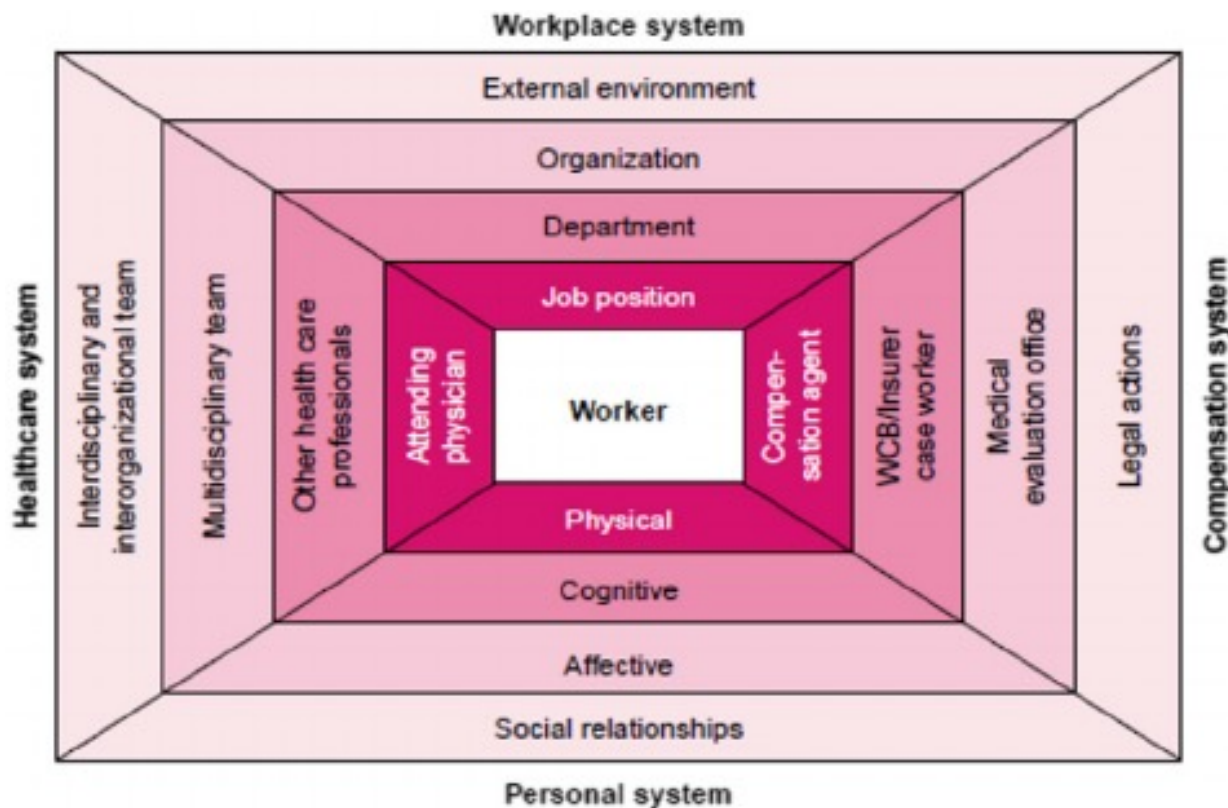 Workplace system
External environment
Organization
Department
Job position
Healthcare system
Interdisciplinary and
interorganizational team
Multidisciplinary team
Other health care
professionals
Attending
physician
Worker
Compen-
sation agent
WCB/Insurer
case worker
Medical
evaluation office
Legal actions
Compensation system
Physical
Cognitive
Affective
Social relationships
Personal system